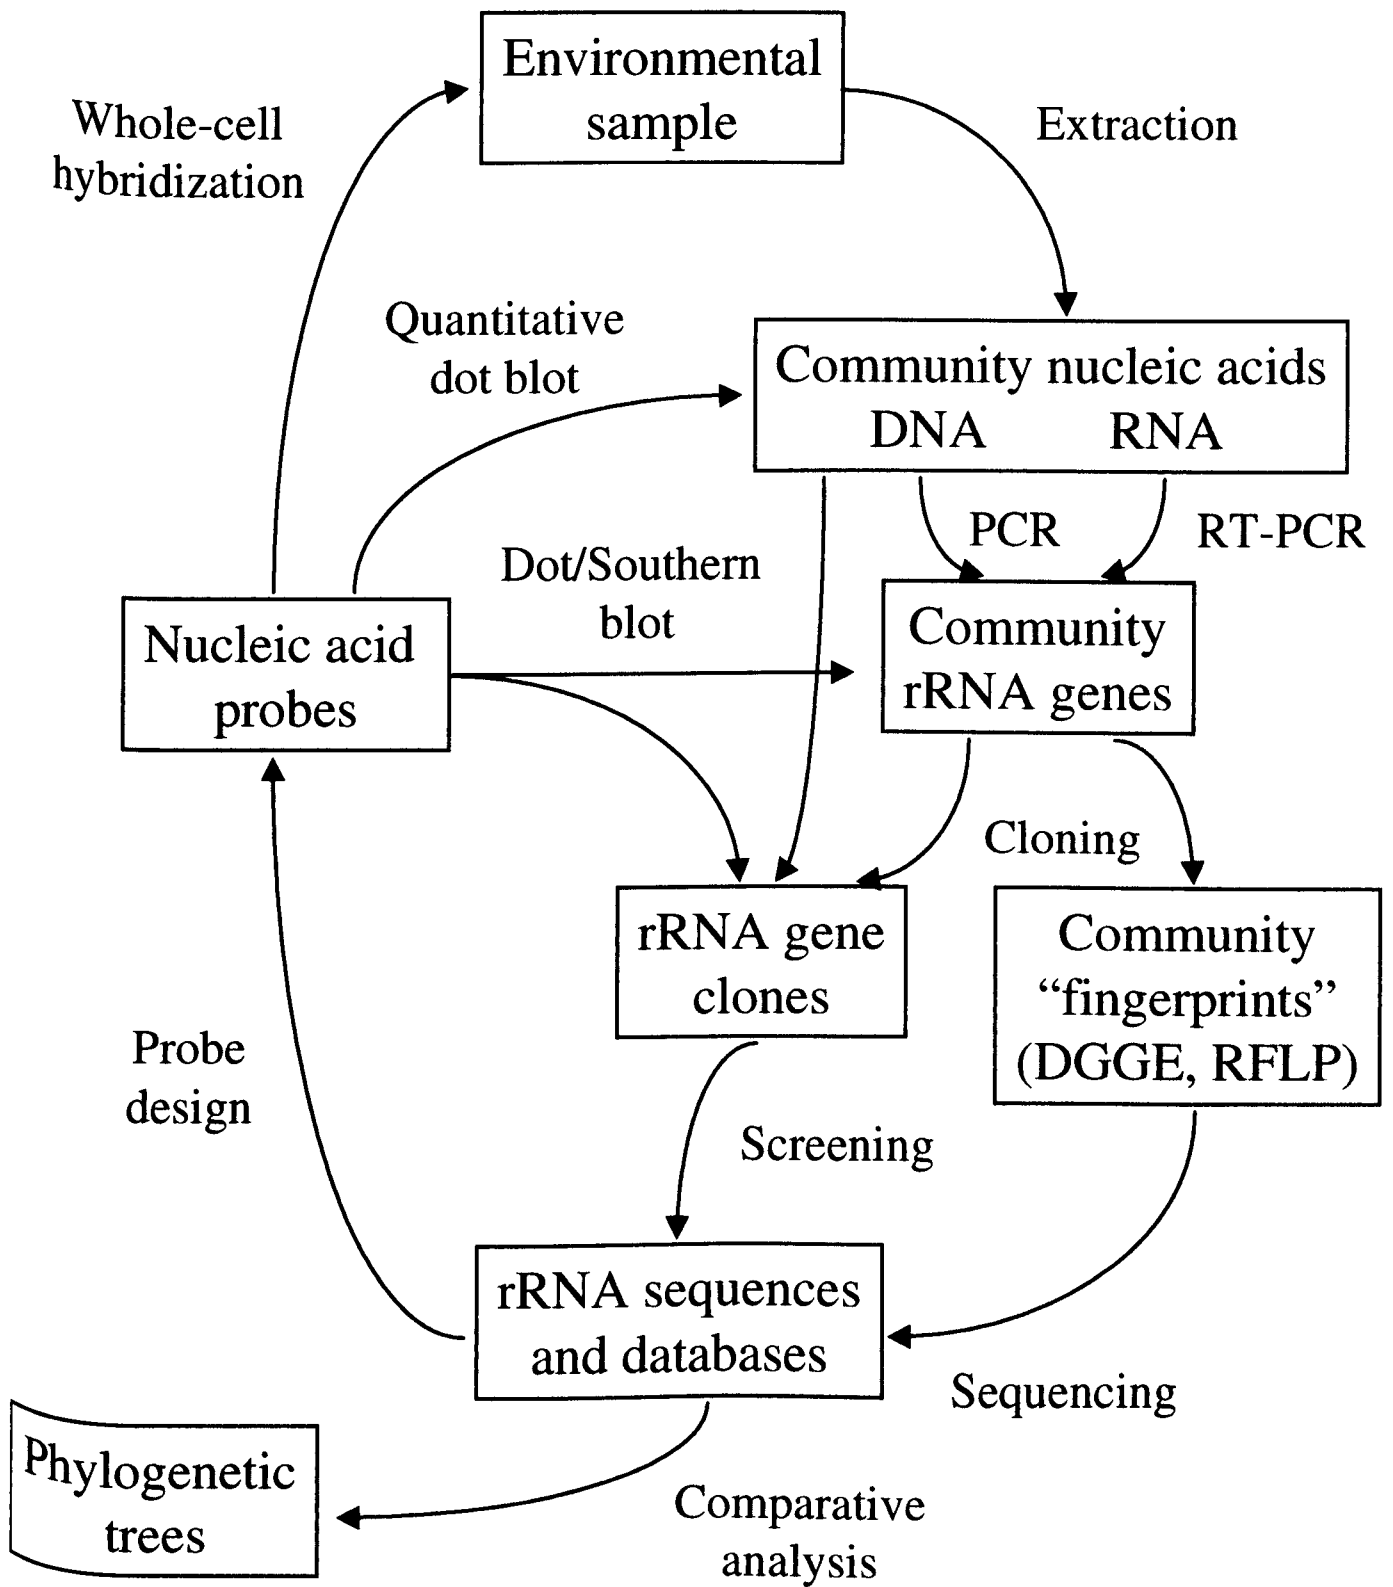 Environmental
sample
Whole-cell
hybridization
Extraction
Quantitative
dot blot
Community nucleic acids
DNA RNA
PCR
RT-PCR
Dot/Southern
blot
Nucleic acid
probes
Community
rRNA genes
Cloning
rRNA gene
clones
Community
“fingerprints”
(DGGE, RFLP)
Probe
design
Screening
rRNA sequences
and databases
Sequencing
Phylogenetic
trees
Comparative
analysis